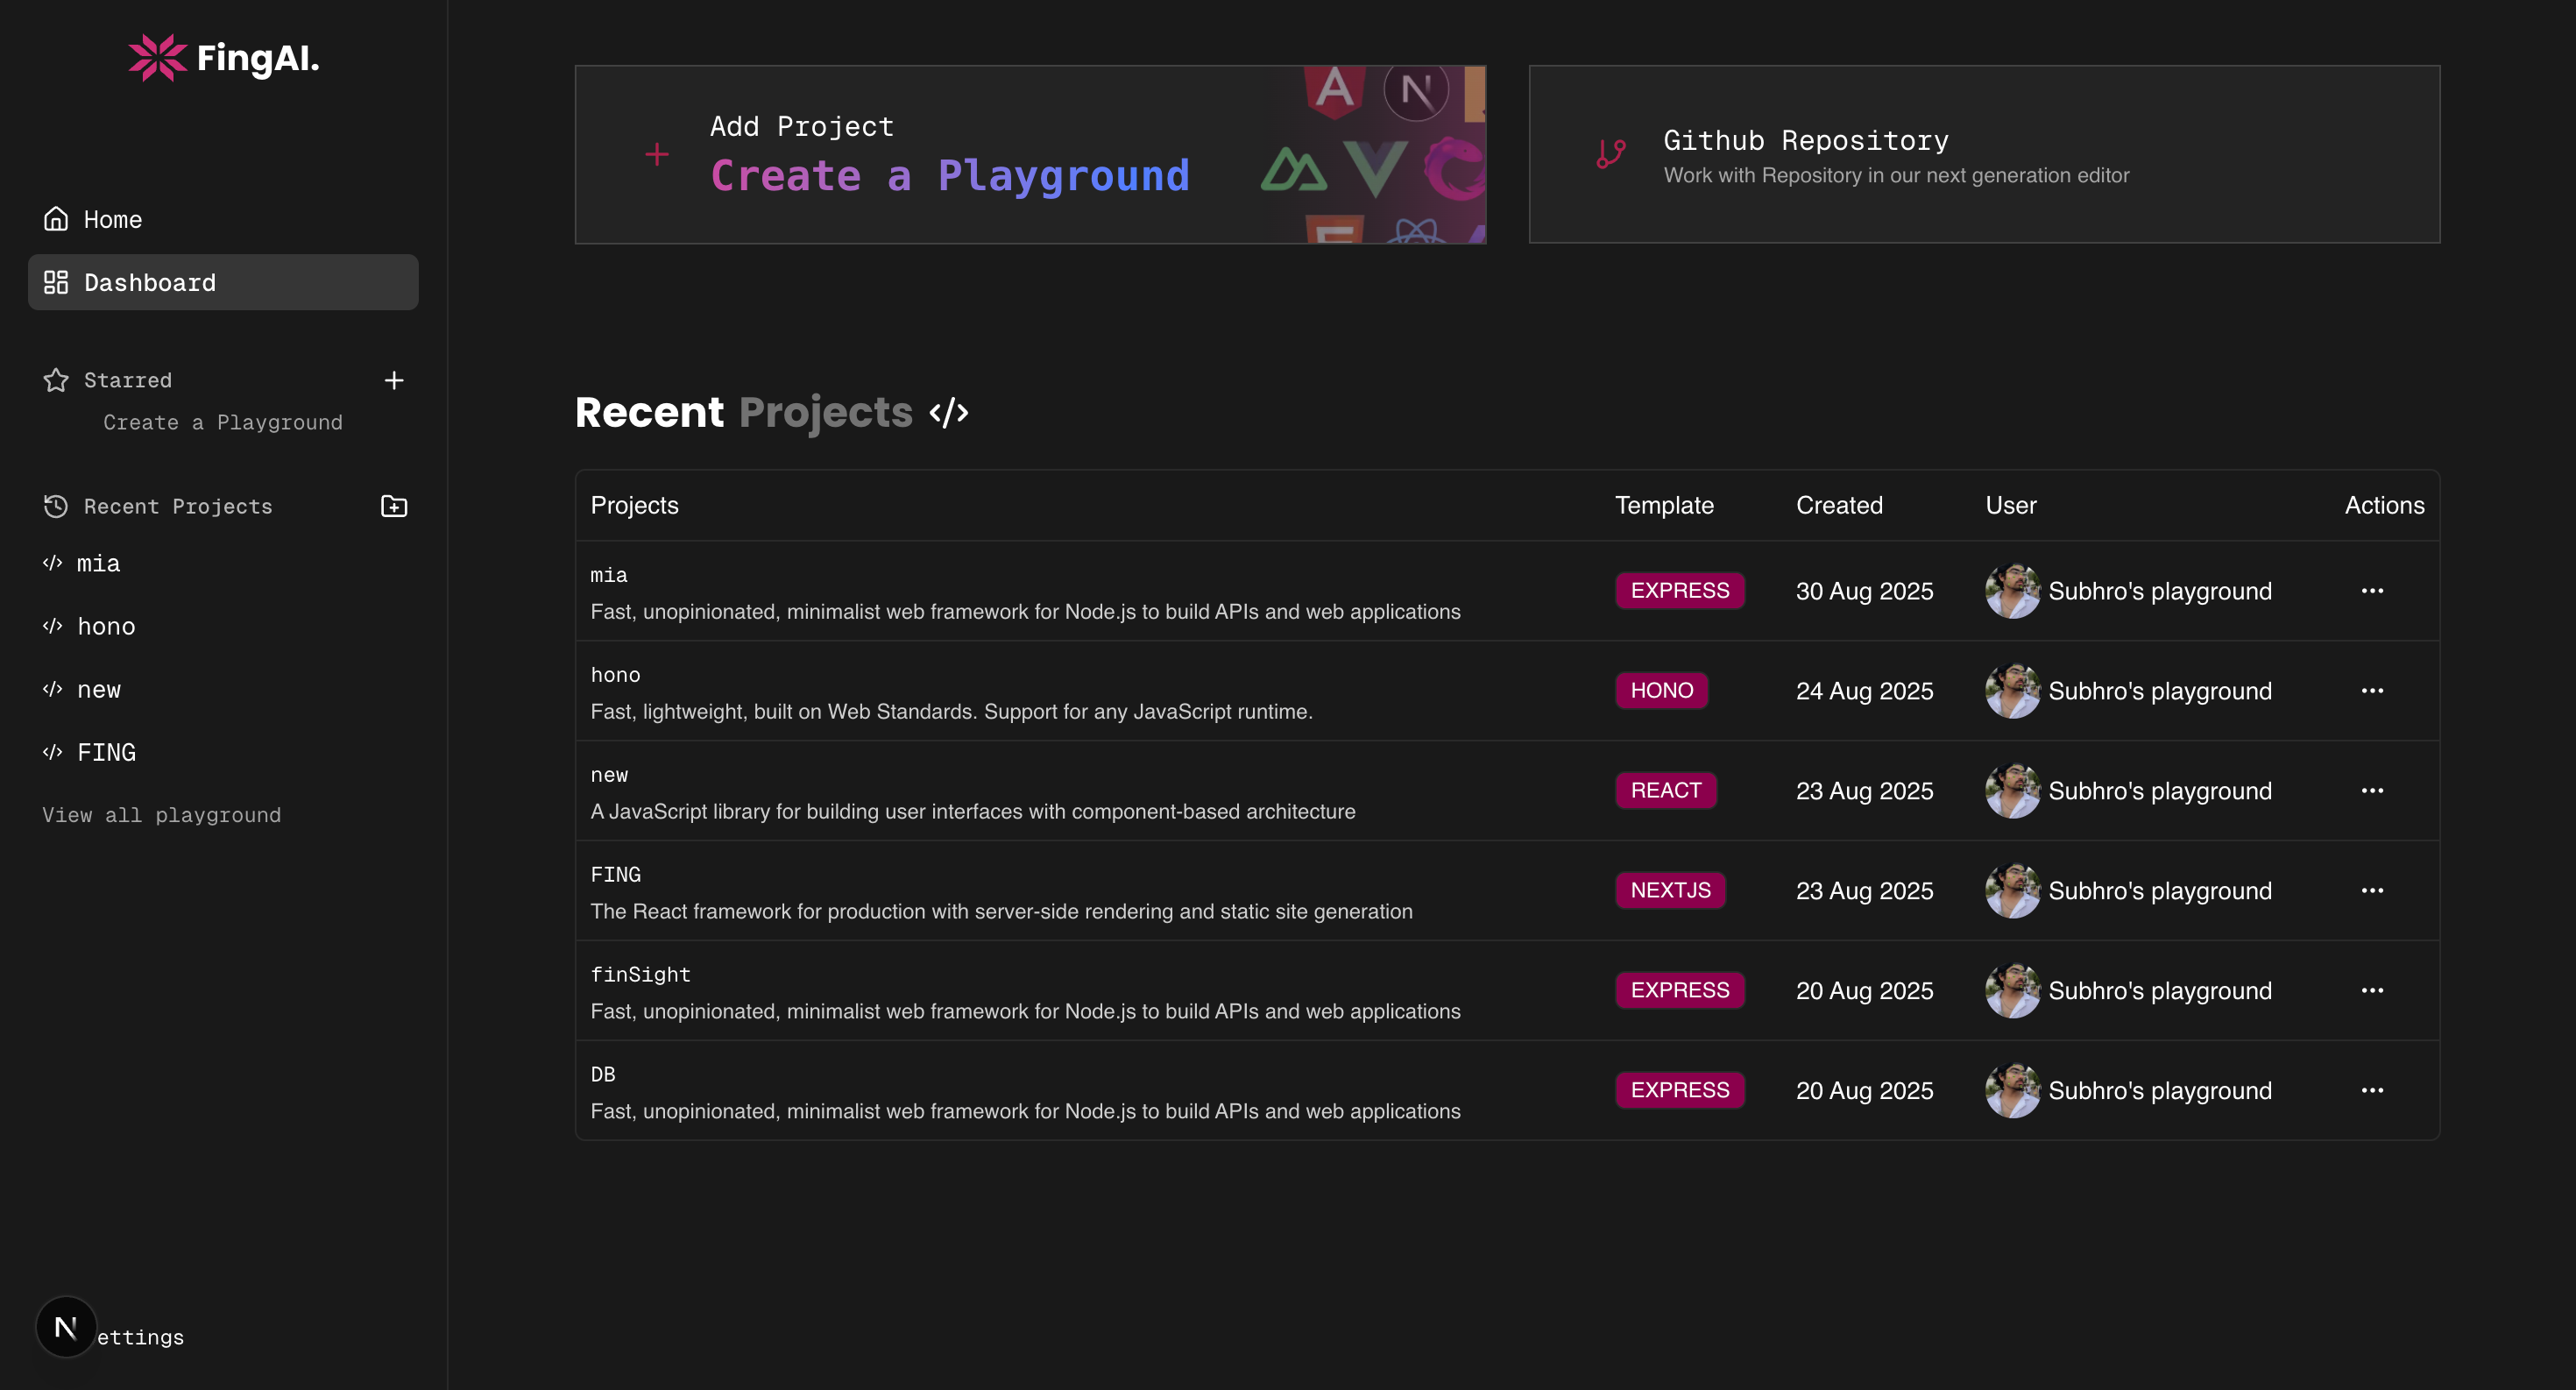 FingAI.
Home
Dashboard
Starred
Create a Playground
Recent Projects
mia
hono
new
FING
View all playground
ettings
Add Project
Create a Playground
Github Repository
Work with Repository in our next generation editor
Recent Projects </>
Projects Template Created User Actions
mia
Fast, unopinionated, minimalist web framework for Node.js to build APIs and web applications
EXPRESS 30 Aug 2025 Subhro's playground
hono
Fast, lightweight, built on Web Standards. Support for any JavaScript runtime.
HONO 24 Aug 2025 Subhro's playground
new
A JavaScript library for building user interfaces with component-based architecture
REACT 23 Aug 2025 Subhro's playground
FING
The React framework for production with server-side rendering and static site generation
NEXTJS 23 Aug 2025 Subhro's playground
finSight
Fast, unopinionated, minimalist web framework for Node.js to build APIs and web applications
EXPRESS 20 Aug 2025 Subhro's playground
DB
Fast, unopinionated, minimalist web framework for Node.js to build APIs and web applications
EXPRESS 20 Aug 2025 Subhro's playground